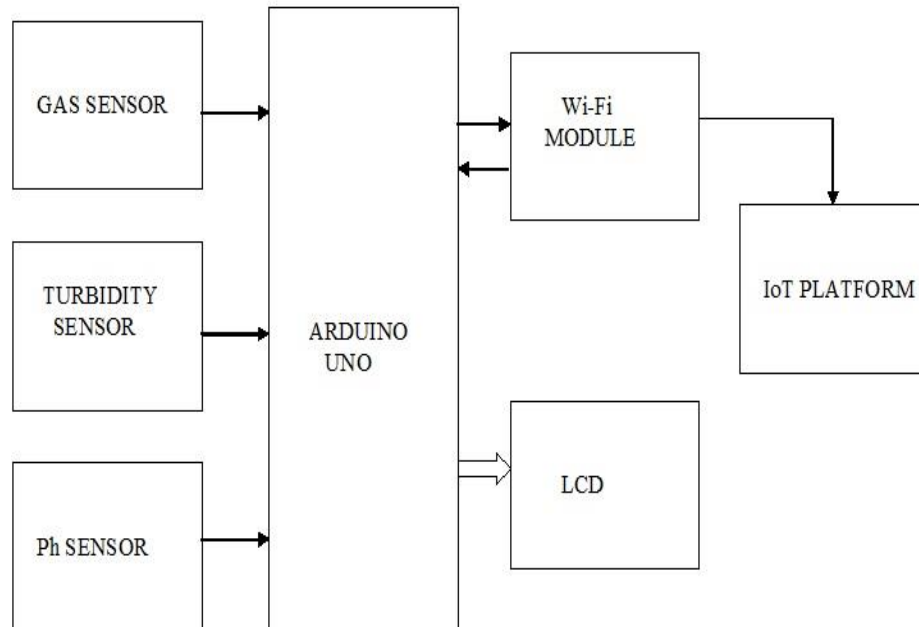 GAS SENSOR
TURBIDITY
SENSOR
Ph SENSOR
ARDUINO
UNO
Wi-Fi
MODULE
IoT PLATFORM
LCD